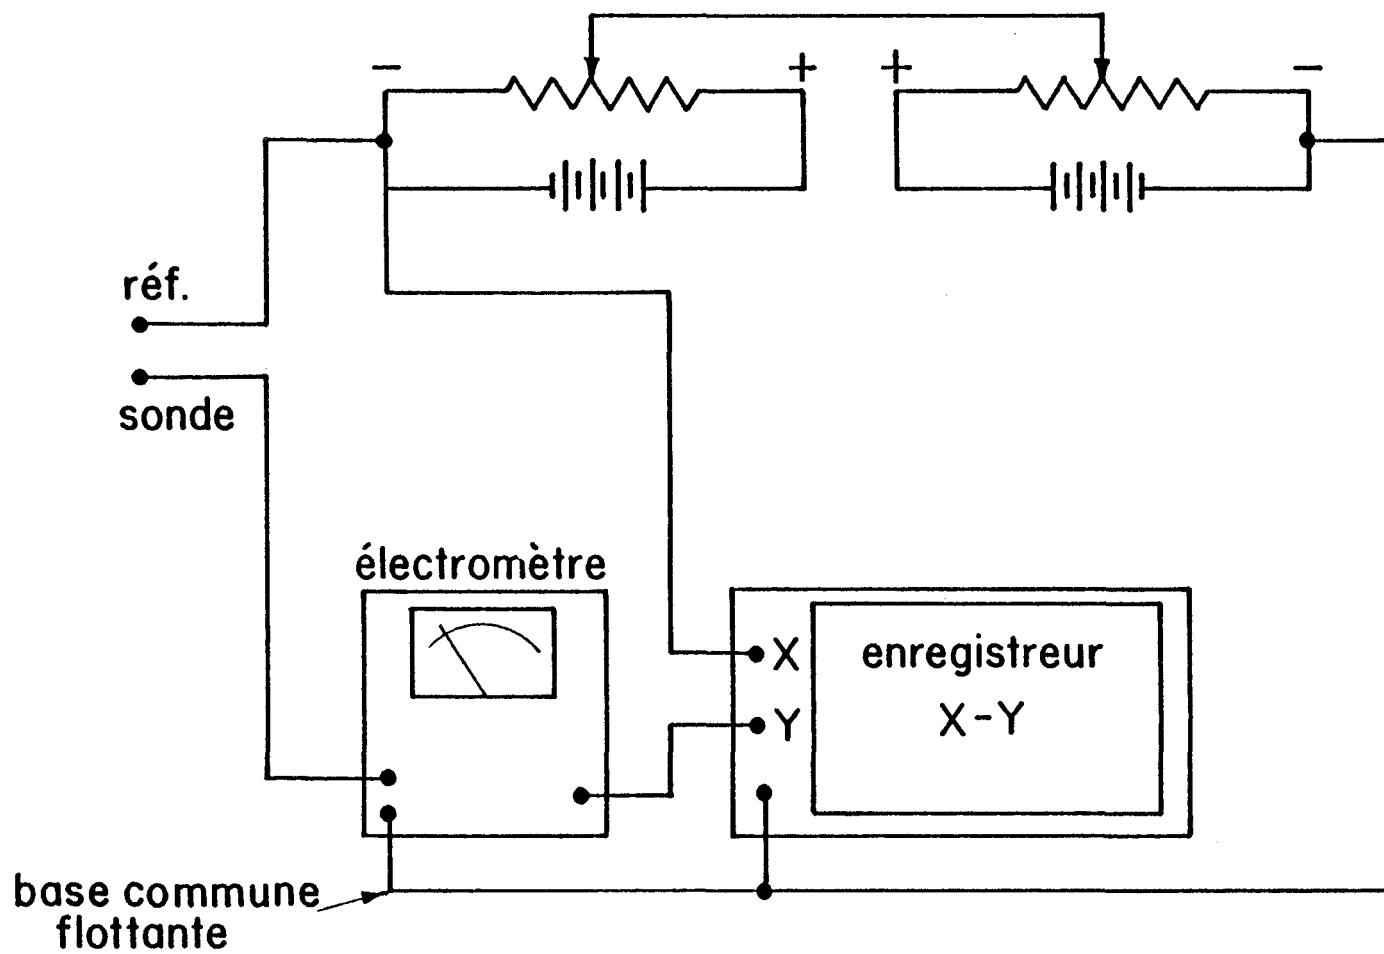 − + + −
réf.
sonde
électromètre
X
Y
enregistreur
X-Y
base commune
flottante